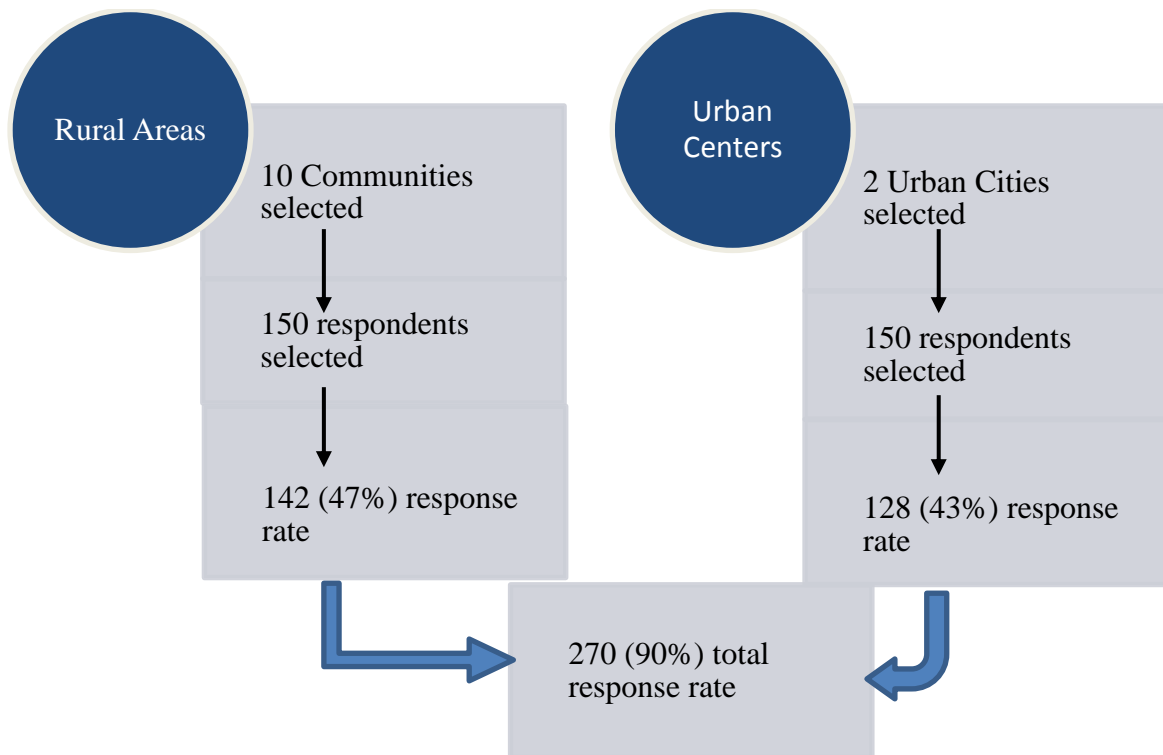 Rural Areas
10 Communities
selected
150 respondents
selected
142 (47%) response
rate
Urban
Centers
2 Urban Cities
selected
150 respondents
selected
128 (43%) response
rate
270 (90%) total
response rate